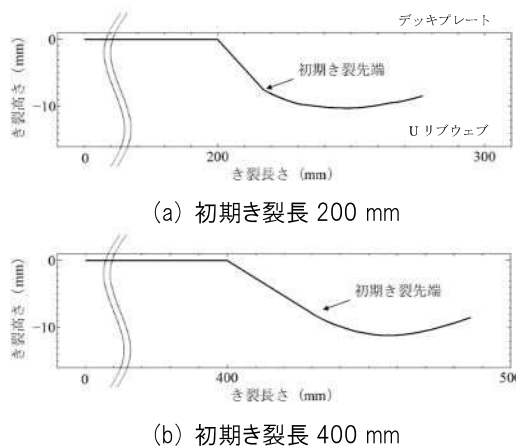 デッキプレート
0
初期き裂先端
き裂高さ (mm)
−10
Uリブウェブ
0 200 300
き裂長さ (mm)
(a) 初期き裂長 200 mm
0
初期き裂先端
き裂高さ (mm)
−10
0 400 500
き裂長さ (mm)
(b) 初期き裂長 400 mm